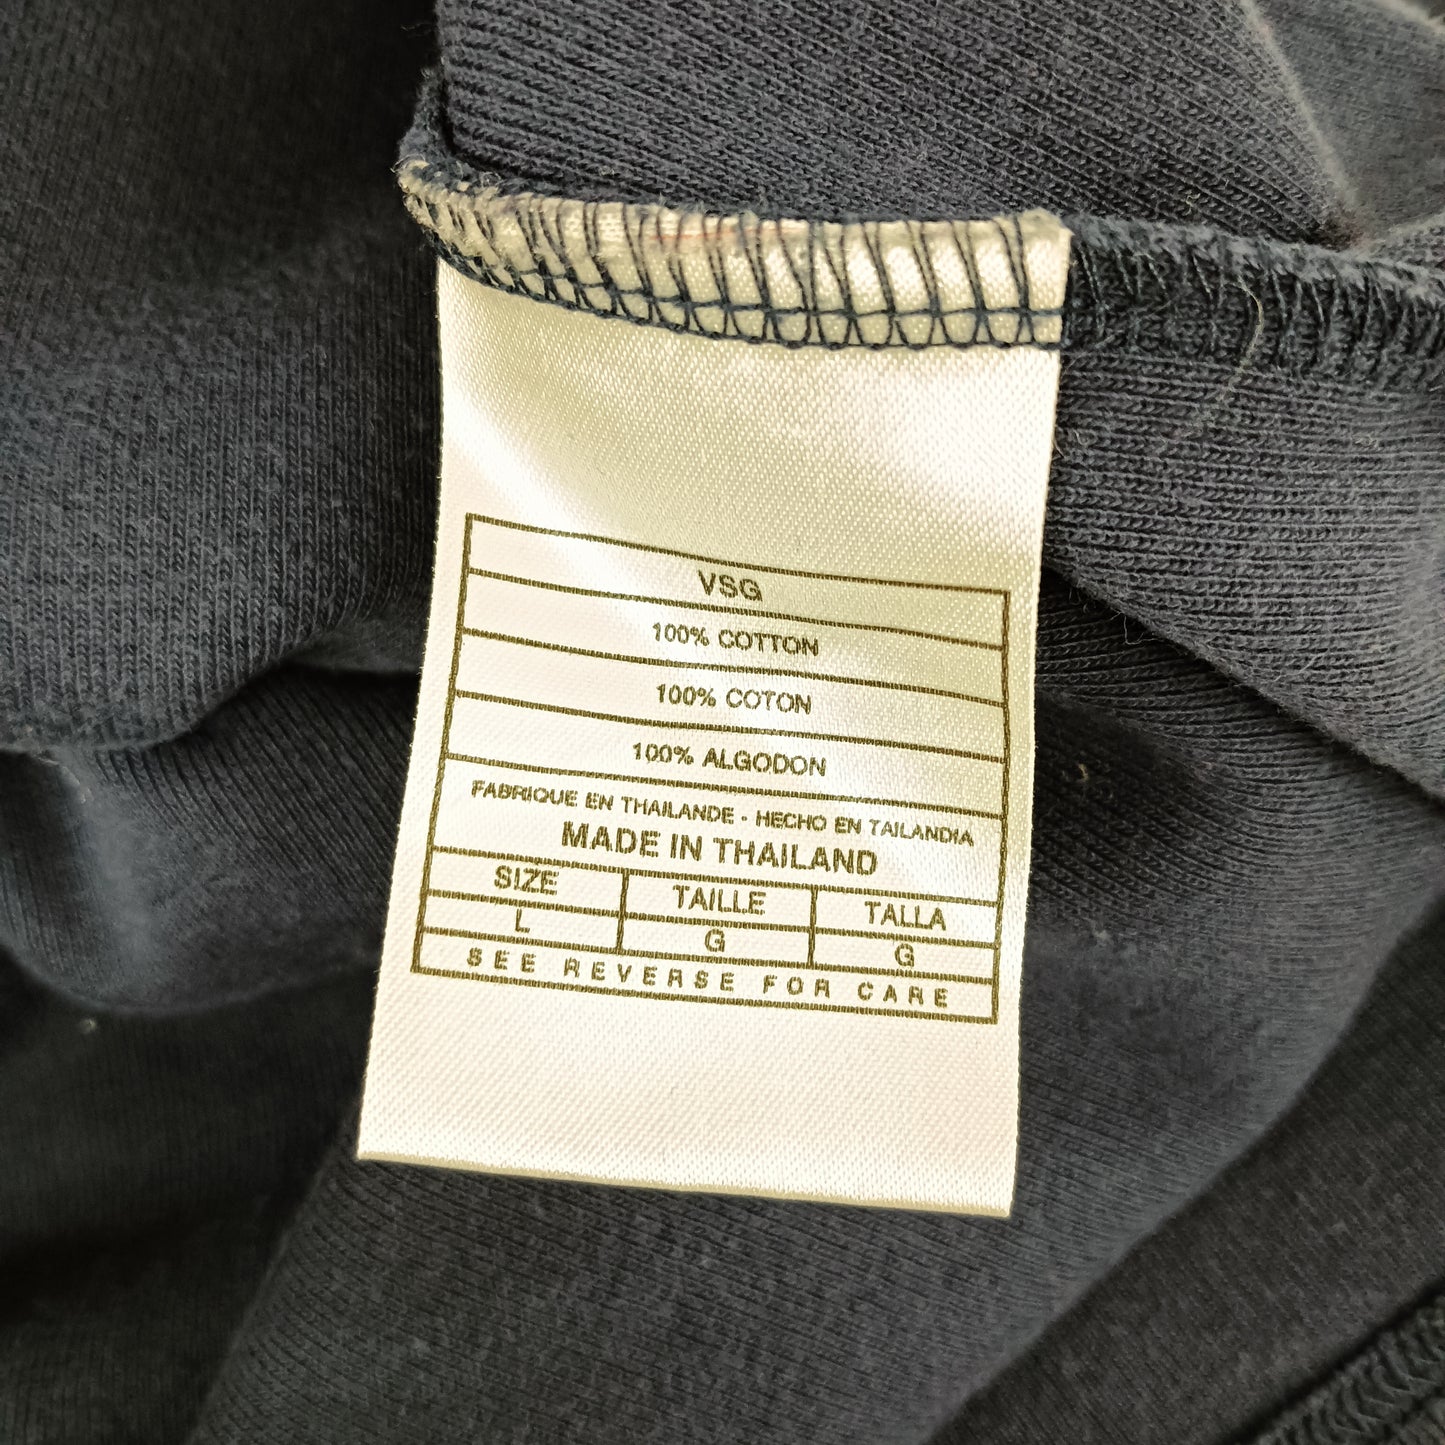 VSG
100% COTTON
100% COTON
100% ALGODON
FABRIQUE EN THAILANDE - HECHO EN TAILANDIA
MADE IN THAILAND
SIZE TAILLE TALLA
L G G
SEE REVERSE FOR CARE